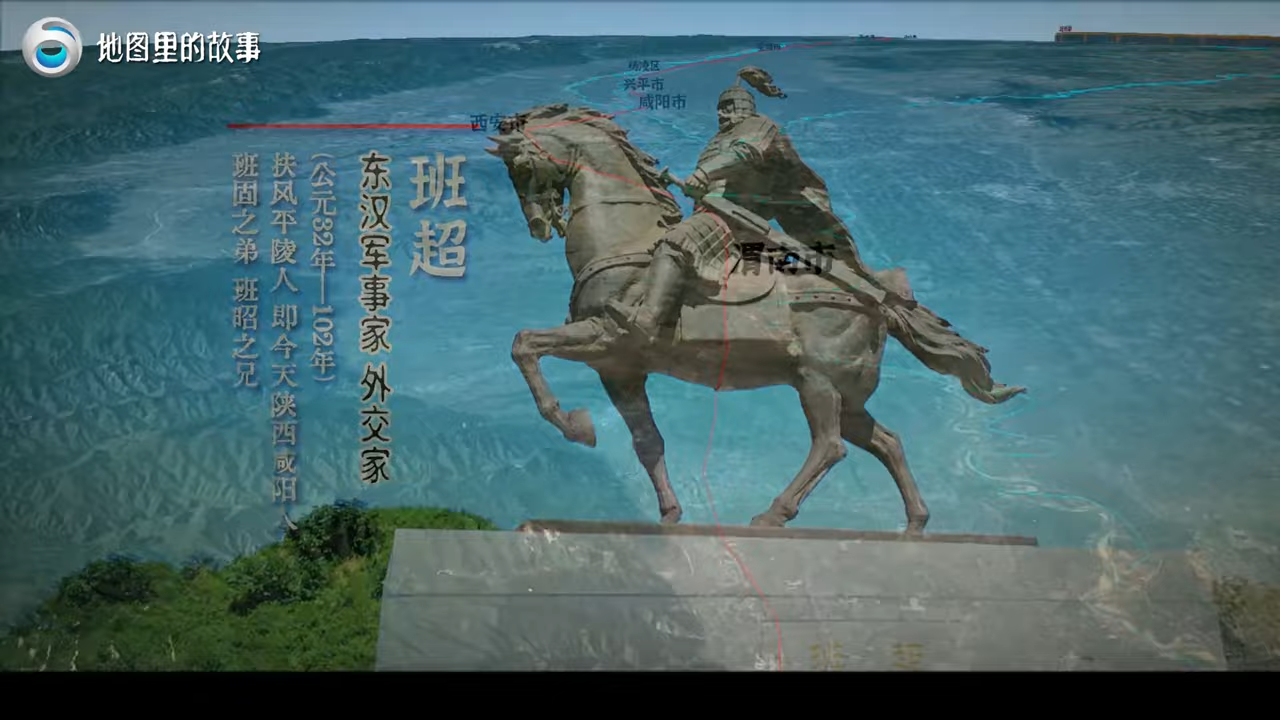 地图里的故事
杨凌区
兴平市
咸阳市
西安市
渭南市
班超
东汉军事家 外交家
(公元32年——102年)
扶风平陵人 即今天陕西咸阳人
班固之弟 班昭之兄
班超